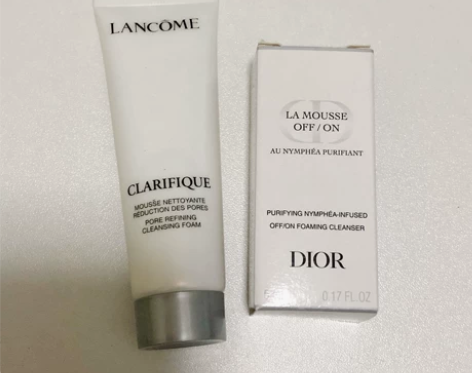 LANCÔME
CLARIFIQUE
MOUSSE NETTOYANTE
RÉDUCTION DES PORES
PORE REFINING
CLEANSING FOAM
LA MOUSSE
OFF/ON
AU NYMPHÉA PURIFIANT
PURIFYING NYMPHÉA-INFUSED
OFF/ON FOAMING CLEANSER
DIOR
0.17 FL. OZ